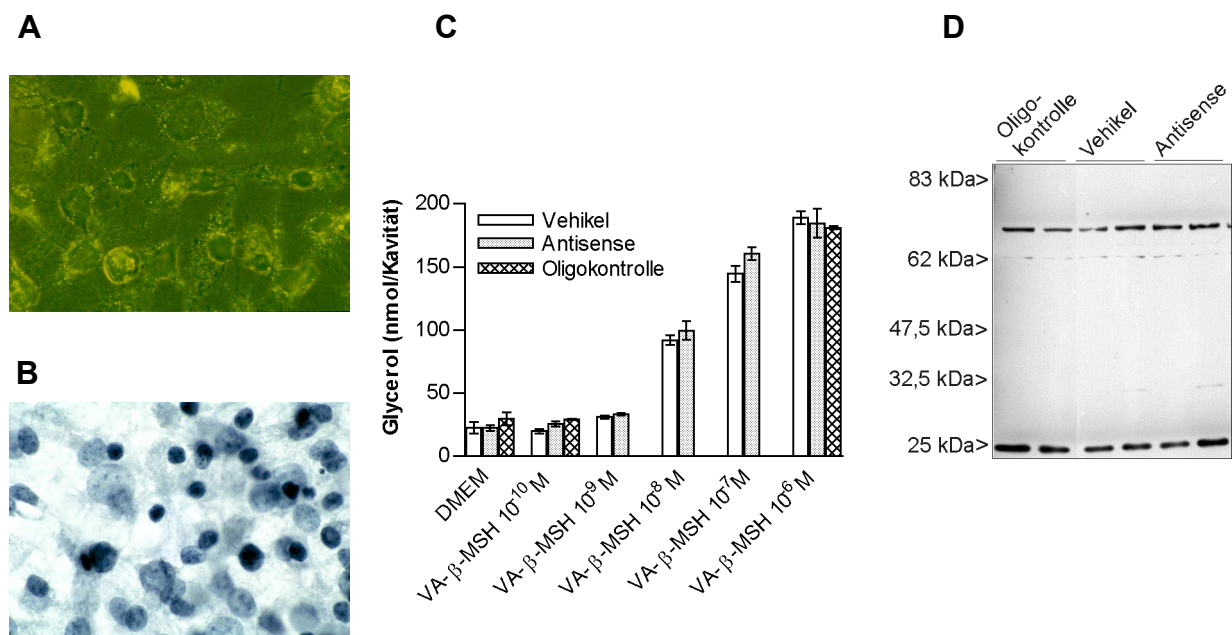 A
B
C
D
Glycerol (nmol/Kavität)
200
150
100
50
0
Vehikel
Antisense
Oligokontrolle
DMEM
VA-β-MSH 10⁻¹⁰ M
VA-β-MSH 10⁻⁹ M
VA-β-MSH 10⁻⁸ M
VA-β-MSH 10⁻⁷ M
VA-β-MSH 10⁻⁶ M
Oligo-
kontrolle
Vehikel
Antisense
83 kDa>
62 kDa>
47,5 kDa>
32,5 kDa>
25 kDa>